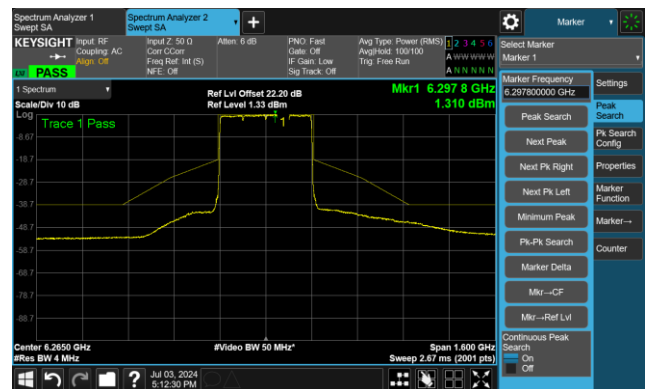 Spectrum Analyzer 1
Swept SA
Spectrum Analyzer 2
Swept SA
+
Marker
KEYSIGHT
Input: RF
Coupling: AC
Align: Off
Input Z: 50 Ω
Corr CCorr
Freq Ref: Int (S)
NFE: Off
Atten: 6 dB
PNO: Fast
Gate: Off
IF Gain: Low
Sig Track: Off
Avg Type: Power (RMS)
Avg|Hold: 100/100
Trig: Free Run
1 2 3 4 5 6
A W W W W W
A N N N N N
PASS
Select Marker
Marker 1
1 Spectrum
Scale/Div 10 dB
Ref Lvl Offset 22.20 dB
Ref Level 1.33 dBm
Mkr1 6.297 8 GHz
1.310 dBm
Log
Trace 1 Pass
1
-8.67
-18.7
-28.7
-38.7
-48.7
-58.7
-68.7
-78.7
-88.7
Center 6.2650 GHz
#Res BW 4 MHz
#Video BW 50 MHz*
Span 1.600 GHz
Sweep 2.67 ms (2001 pts)
Marker Frequency
6.297800000 GHz
Peak Search
Next Peak
Next Pk Right
Next Pk Left
Minimum Peak
Pk-Pk Search
Marker Delta
Mkr→CF
Mkr→Ref Lvl
Continuous Peak
Search
On
Off
Settings
Peak
Search
Pk Search
Config
Properties
Marker
Function
Marker→
Counter
?
Jul 03, 2024
5:12:30 PM